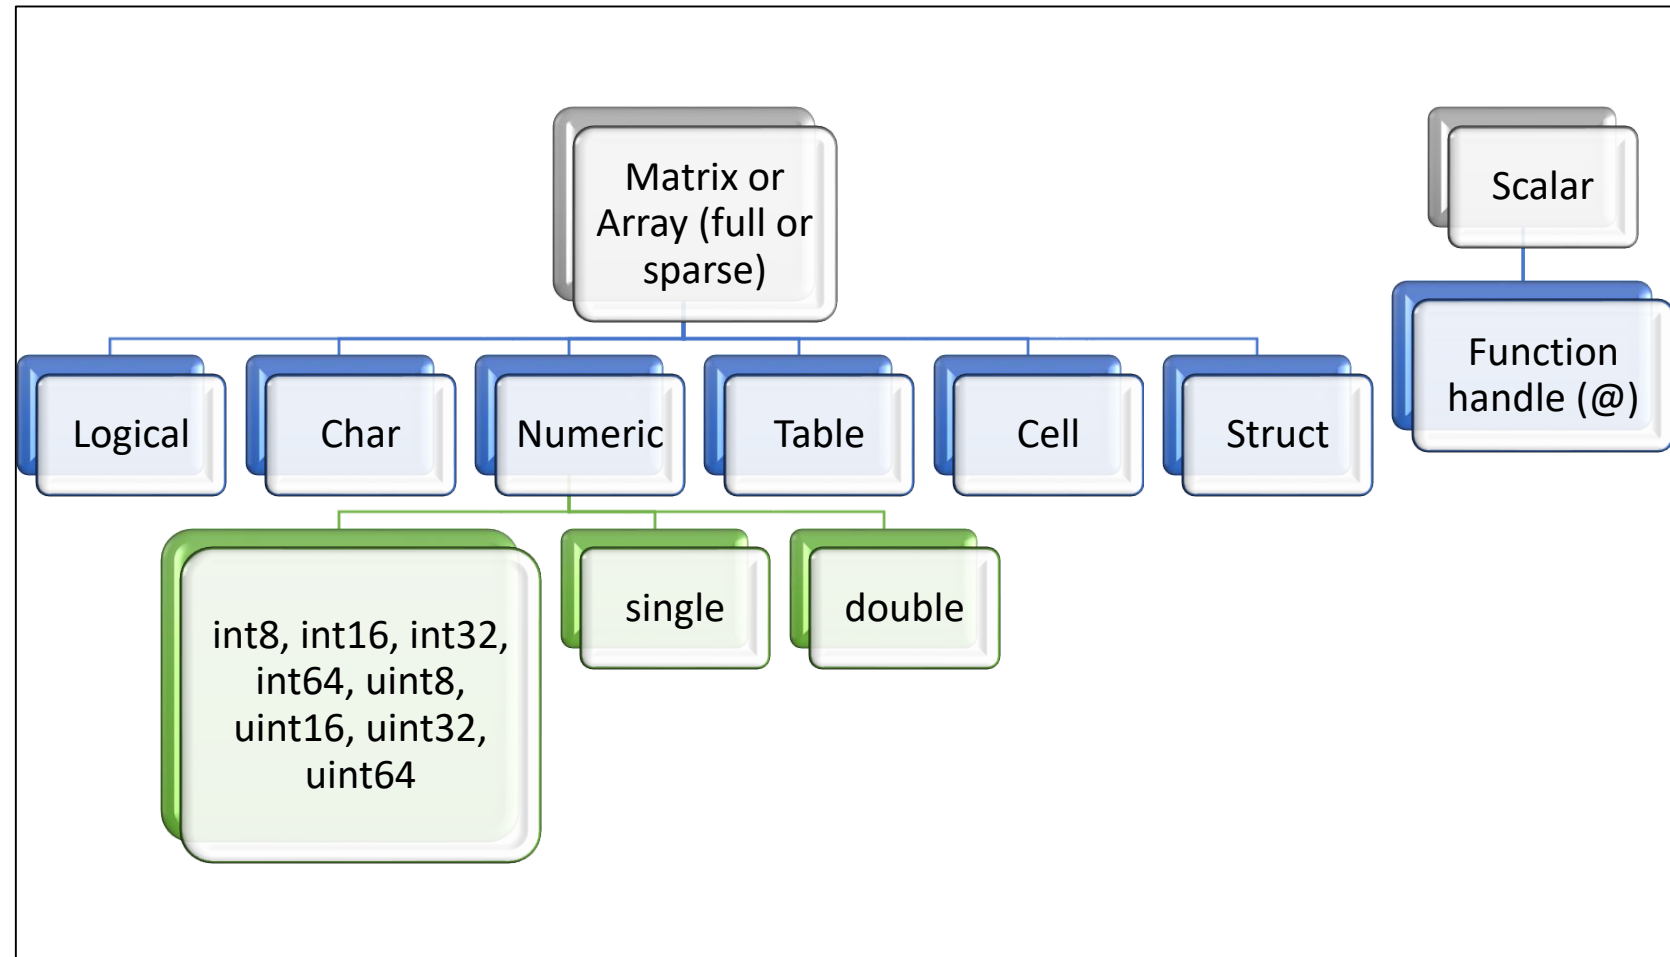 Matrix or
Array (full or
sparse)
Scalar
Function
handle (@)
Logical
Char
Numeric
Table
Cell
Struct
int8, int16, int32,
int64, uint8,
uint16, uint32,
uint64
single
double